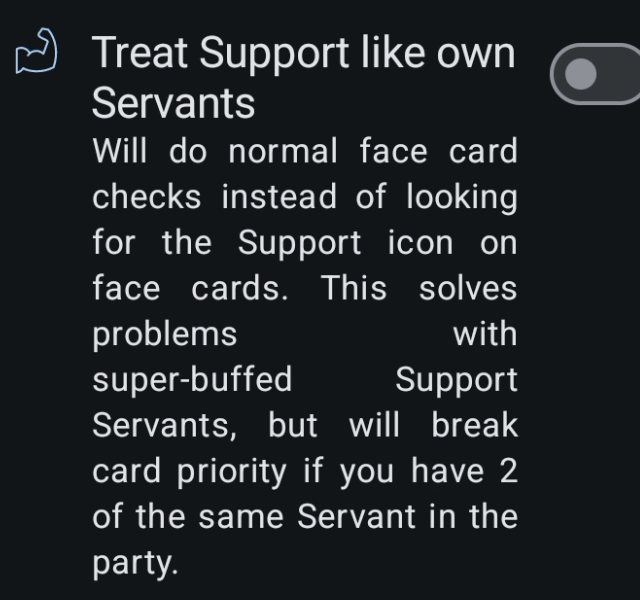 Treat Support like own
Servants
Will do normal face card
checks instead of looking
for the Support icon on
face cards. This solves
problems with
super-buffed Support
Servants, but will break
card priority if you have 2
of the same Servant in the
party.